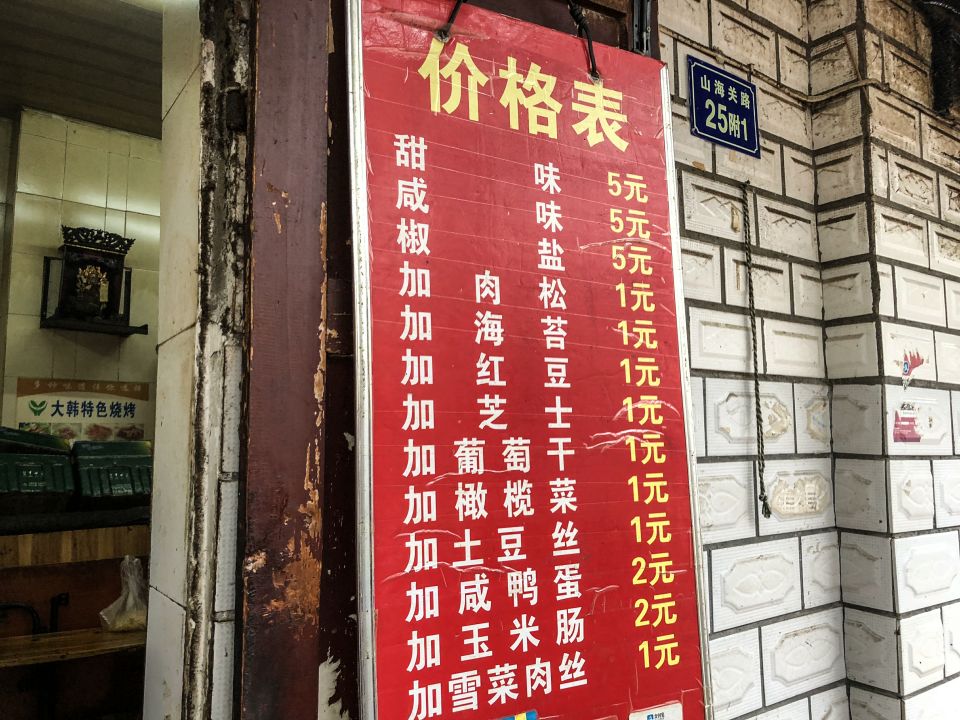 价格表
甜味 5元
咸味 5元
椒盐 5元
加肉松 1元
加海苔 1元
加红豆 1元
加芝士 1元
加葡萄干 1元
加橄榄菜 1元
加土豆丝 1元
加咸鸭蛋 2元
加玉米肠 2元
加雪菜肉丝 1元
山海关路
25附1
大韩特色烧烤